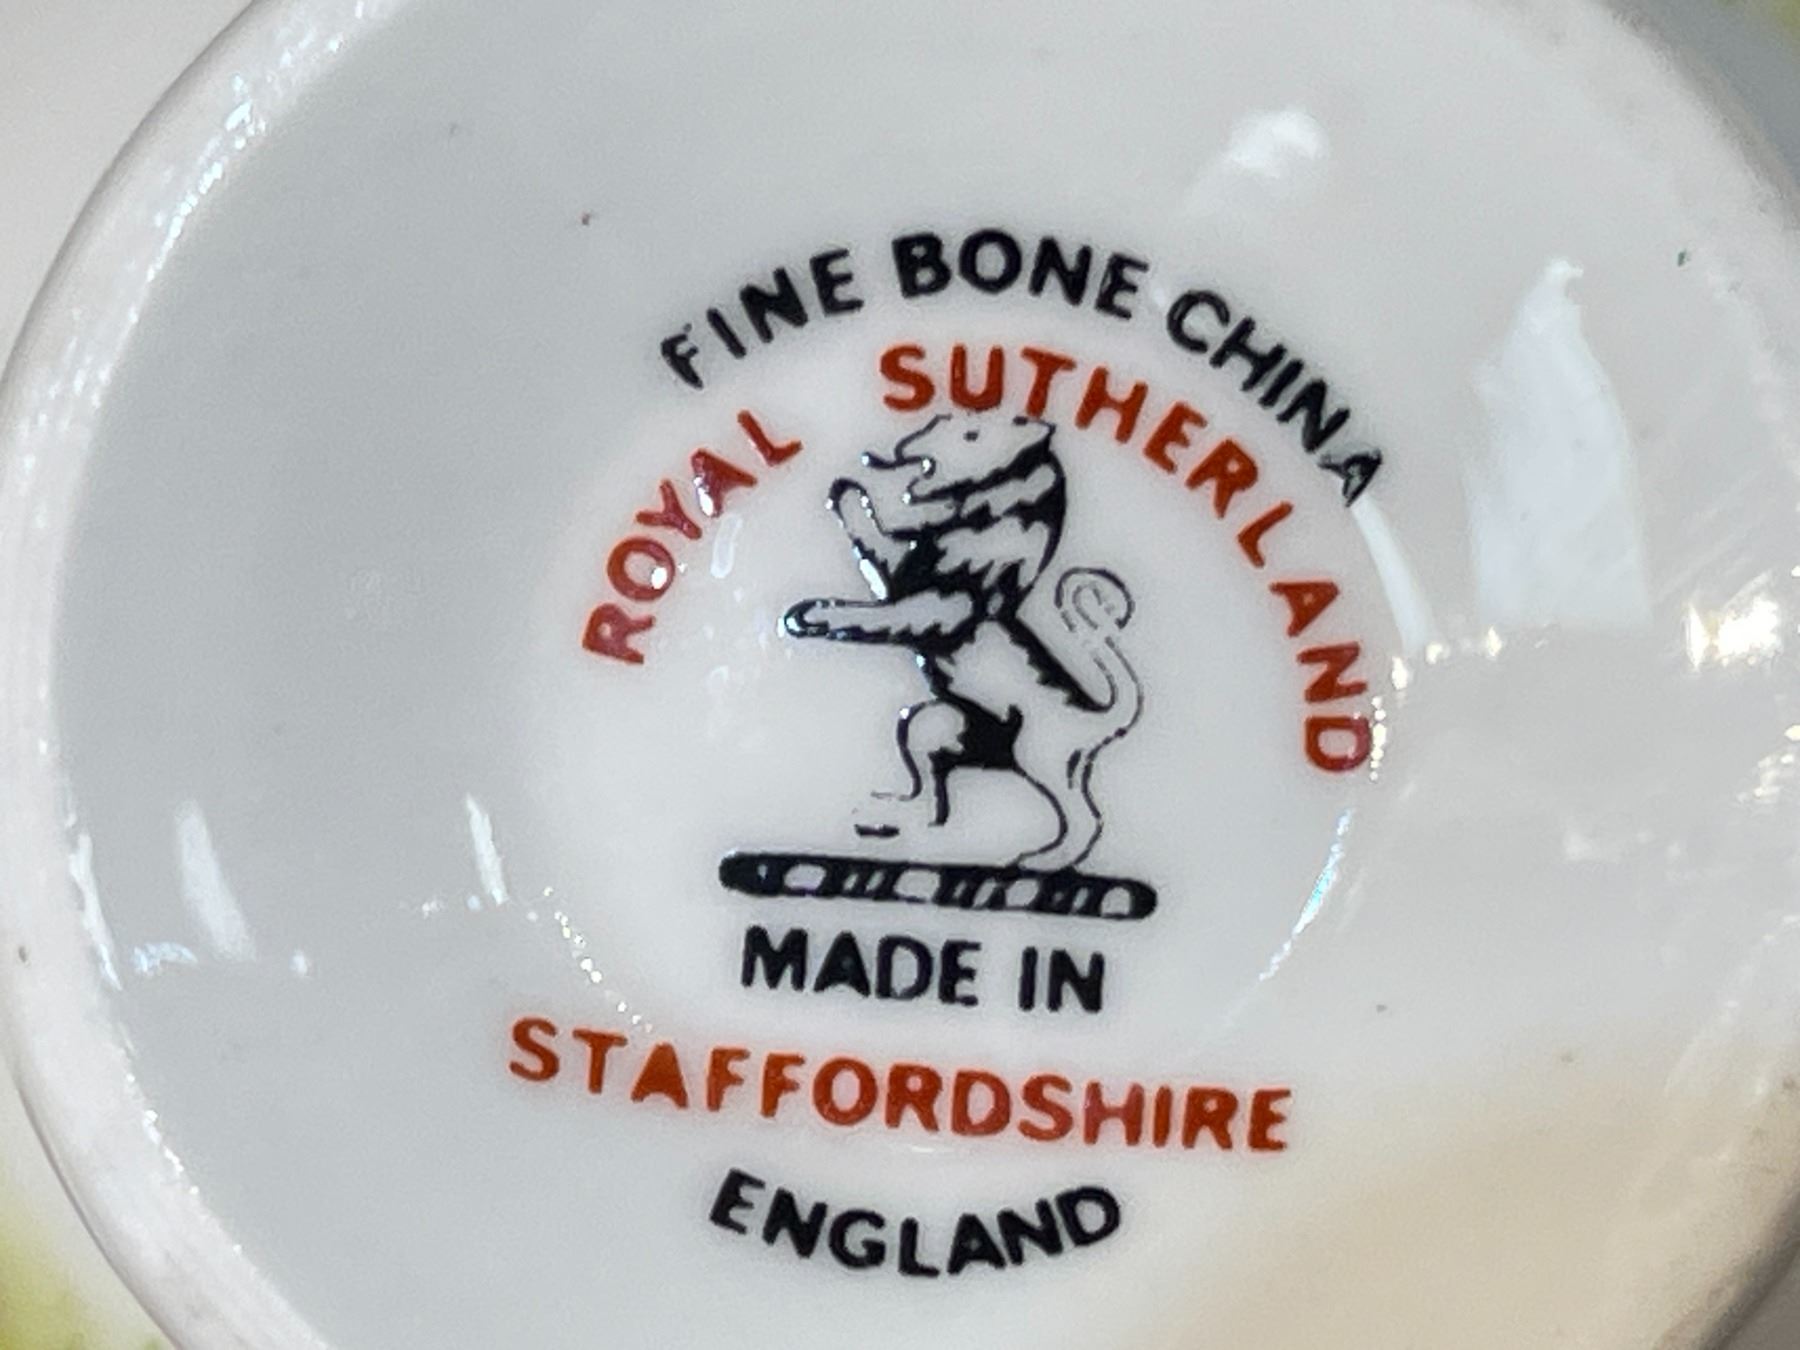 FINE BONE CHINA
ROYAL SUTHERLAND
MADE IN
STAFFORDSHIRE
ENGLAND